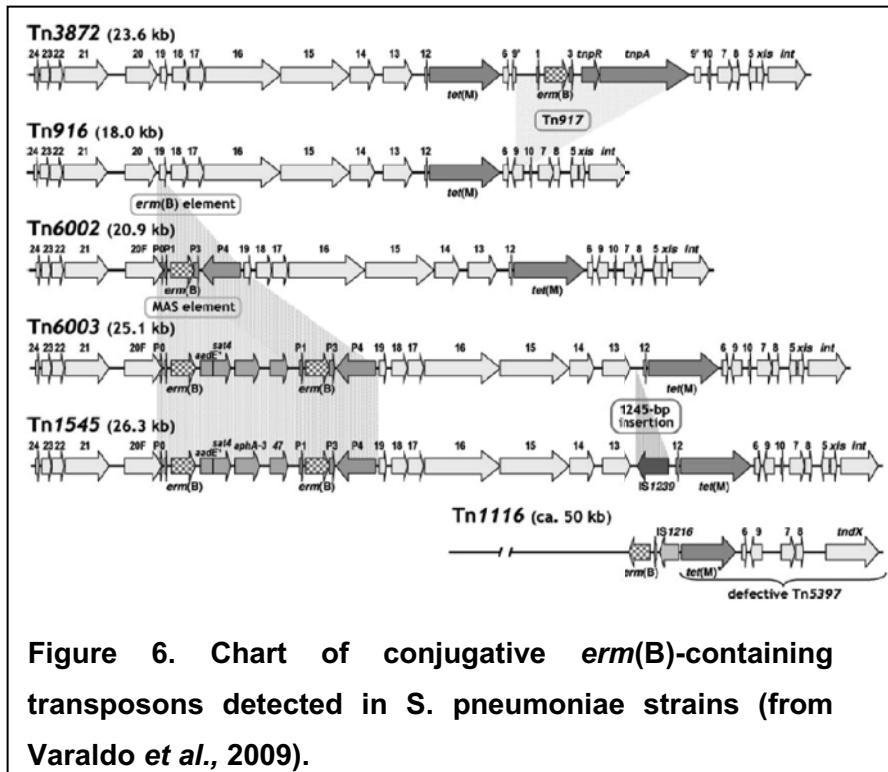 Tn3872 (23.6 kb)
24 23 22 21 20 19 18 17 16 15 14 13 12 6 9' 1 3 tnpR tnpA 9' 10 7 8 5 xis int
tet(M) erm(B)
Tn917
Tn916 (18.0 kb)
24 23 22 21 20 19 18 17 16 15 14 13 12 6 9 10 7 8 5 xis int
tet(M)
erm(B) element
Tn6002 (20.9 kb)
24 23 22 21 20F P0 P1 P3 P4 19 18 17 16 15 14 13 12 6 9 10 7 8 5 xis int
erm(B) tet(M)
MAS element
Tn6003 (25.1 kb)
24 23 22 21 20F P0 aadE* sat4 P1 P3 P4 19 18 17 16 15 14 13 12 6 9 10 7 8 5 xis int
erm(B) erm(B) tet(M)
1245-bp
insertion
Tn1545 (26.3 kb)
24 23 22 21 20F P0 aadE* sat4 aphA-3 47 P1 P3 P4 19 18 17 16 15 14 13 12 6 9 10 7 8 5 xis int
erm(B) erm(B) IS1239 tet(M)
Tn1116 (ca. 50 kb)
IS1216 6 9 7 8 tndX
erm(B) tet(M)
defective Tn5397
Figure 6. Chart of conjugative erm(B)-containing
transposons detected in S. pneumoniae strains (from
Varaldo et al., 2009).